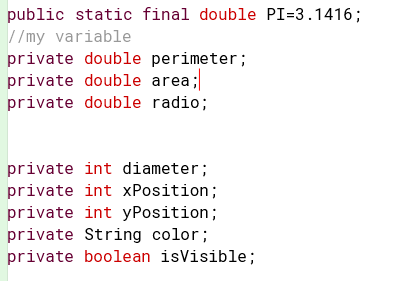 public static final double PI=3.1416;
//my variable
private double perimeter;
private double area;
private double radio;
private int diameter;
private int xPosition;
private int yPosition;
private String color;
private boolean isVisible;